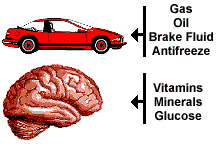 Gas
Oil
Brake Fluid
Antifreeze
Vitamins
Minerals
Glucose